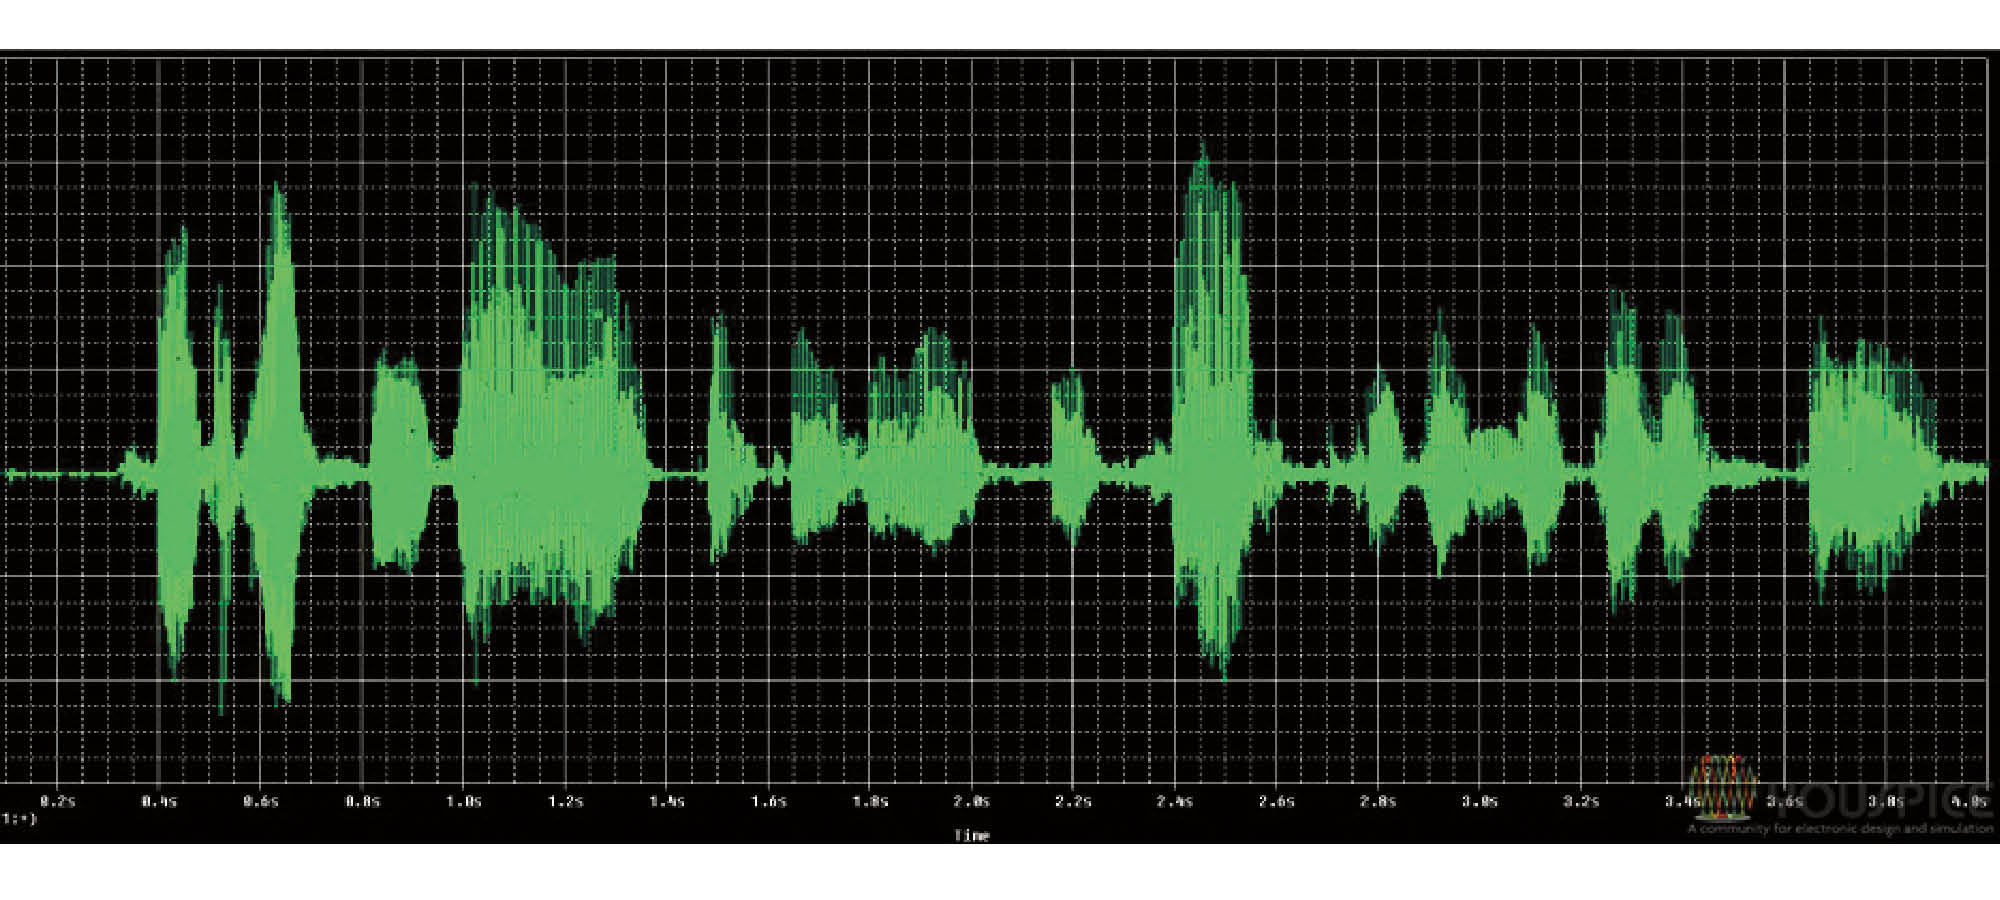 0.2s 0.4s 0.6s 0.8s 1.0s 1.2s 1.4s 1.6s 1.8s 2.0s 2.2s 2.4s 2.6s 2.8s 3.0s 3.2s 3.4s 3.6s 3.8s 4.0s
1:+)
Time
YOUSPICE
A community for electronic design and simulation